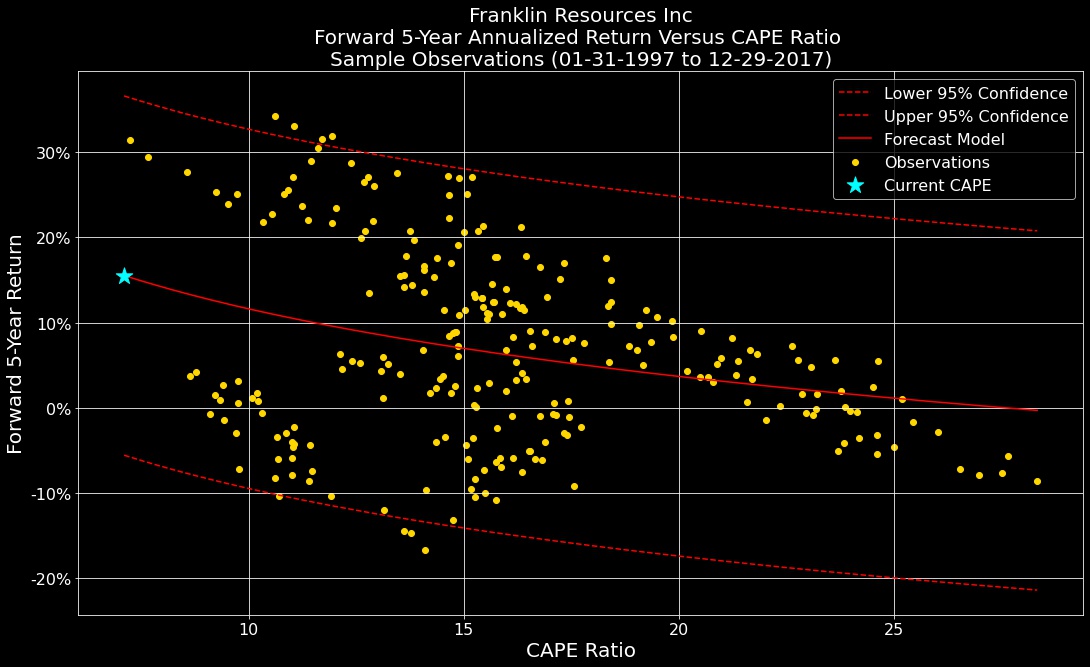 Franklin Resources Inc
Forward 5-Year Annualized Return Versus CAPE Ratio
Sample Observations (01-31-1997 to 12-29-2017)
Lower 95% Confidence
Upper 95% Confidence
Forecast Model
Observations
Current CAPE
Forward 5-Year Return
30%
20%
10%
0%
-10%
-20%
10
15
20
25
CAPE Ratio